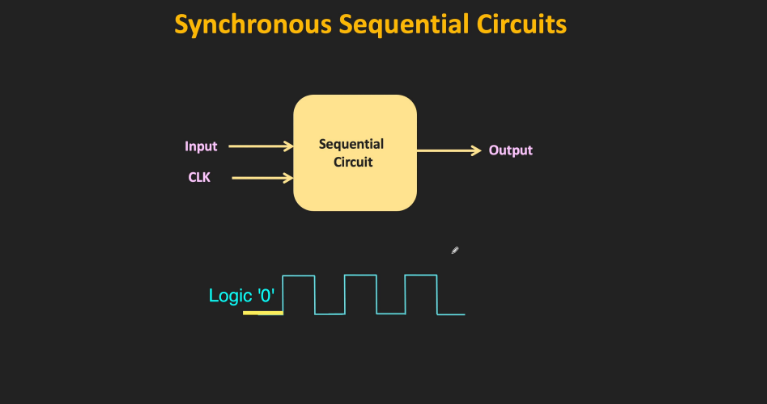 Synchronous Sequential Circuits
Input
CLK
Sequential
Circuit
Output
Logic '0'